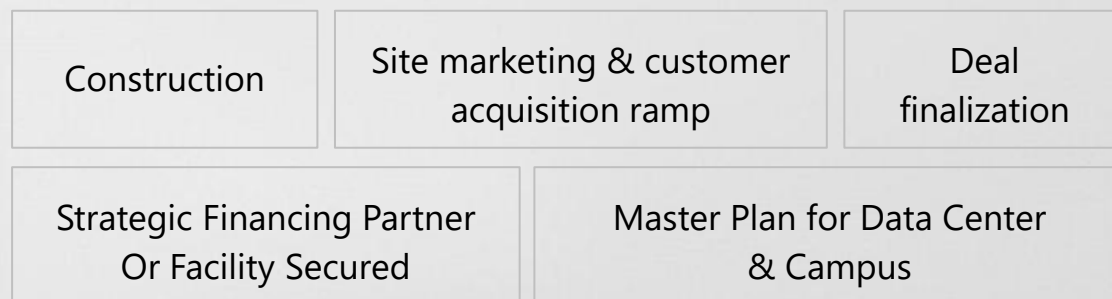 Construction
Site marketing & customer
acquisition ramp
Deal
finalization
Strategic Financing Partner
Or Facility Secured
Master Plan for Data Center
& Campus